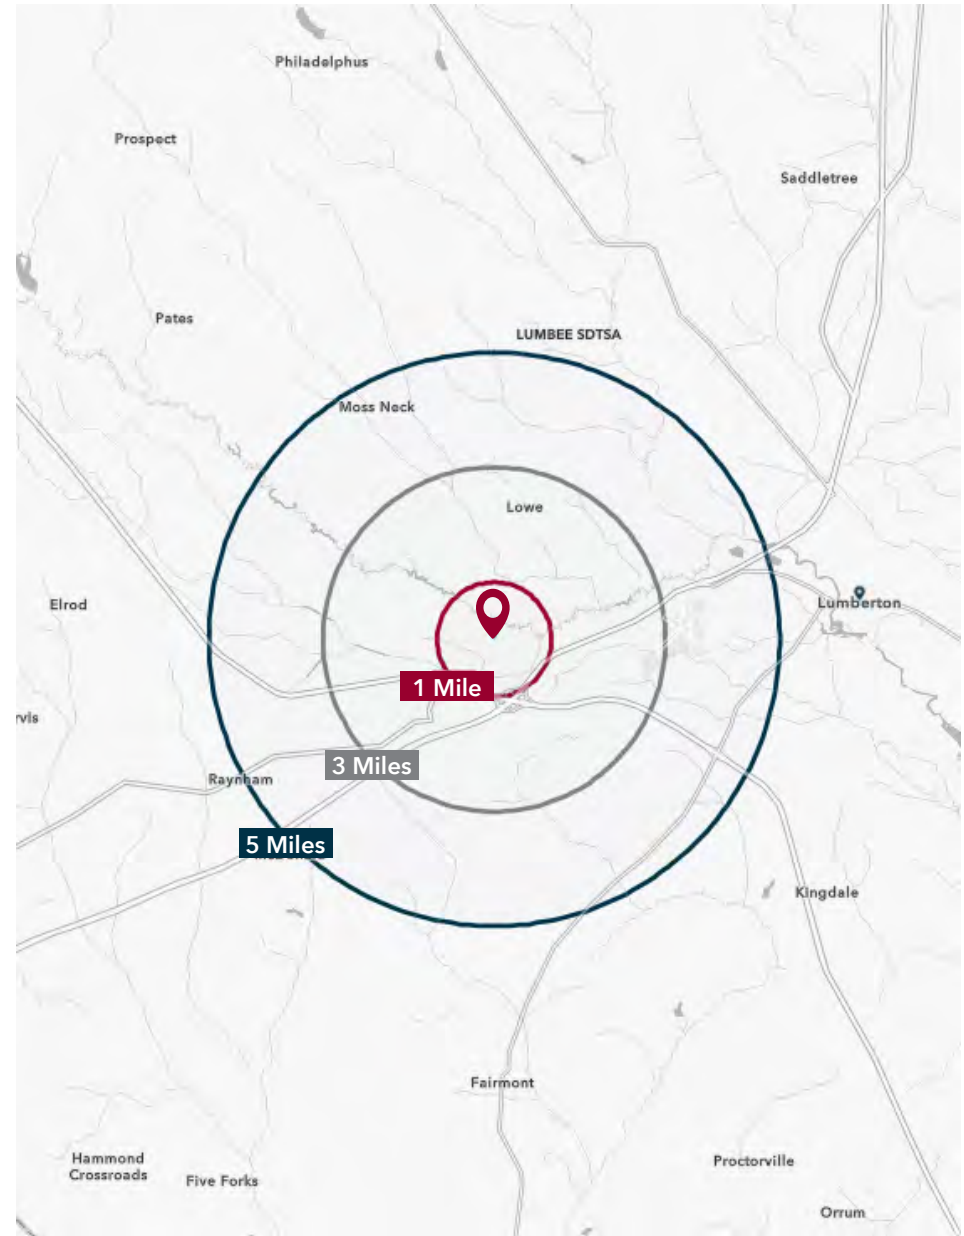 Philadelphus
Prospect
Saddletree
Pates
LUMBEE SDTSA
Moss Neck
Lowe
Elrod
Lumberton
1 Mile
rvis
3 Miles
Raynham
5 Miles
Kingdale
Fairmont
Hammond
Crossroads
Proctorville
Five Forks
Orrum